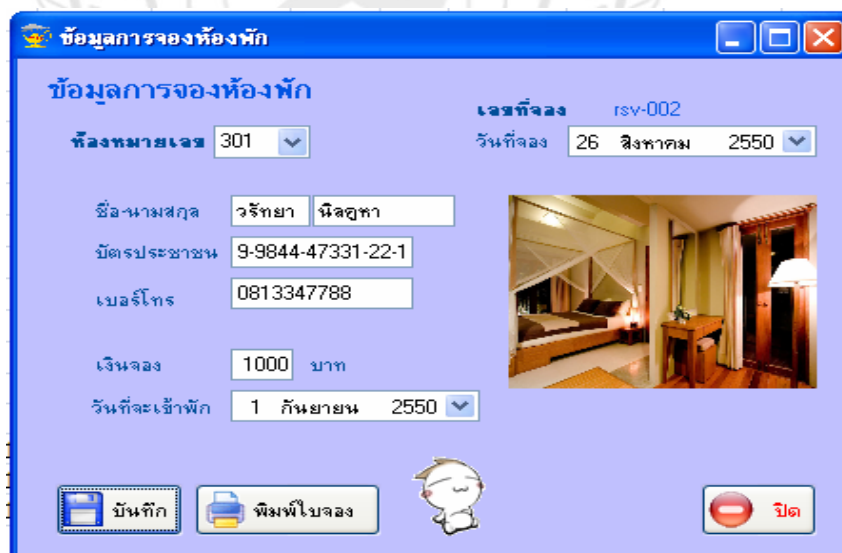 ข้อมูลการจองห้องพัก
ข้อมูลการจองห้องพัก
เลขที่จอง rsv-002
ห้องหมายเลข 301
วันที่จอง 26 สิงหาคม 2550
ชื่อ-นามสกุล วรัทยา นิลคูหา
บัตรประชาชน 9-9844-47331-22-1
เบอร์โทร 0813347788
เงินจอง 1000 บาท
วันที่จะเข้าพัก 1 กันยายน 2550
บันทึก พิมพ์ใบจอง ปิด